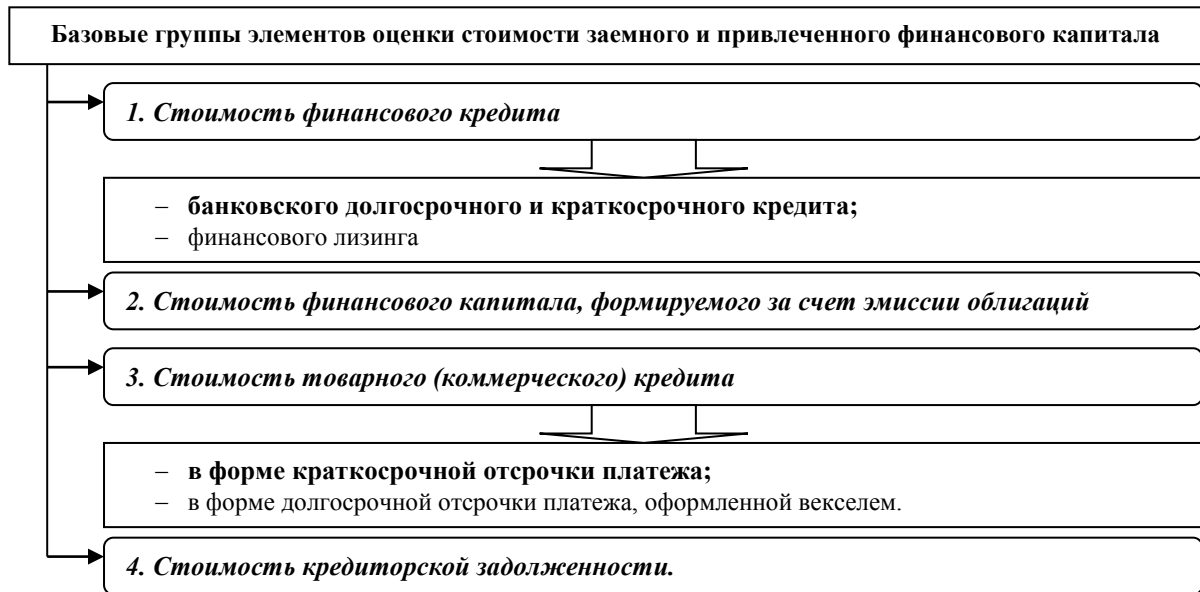 Базовые группы элементов оценки стоимости заемного и привлеченного финансового капитала
1. Стоимость финансового кредита
– банковского долгосрочного и краткосрочного кредита;
– финансового лизинга
2. Стоимость финансового капитала, формируемого за счет эмиссии облигаций
3. Стоимость товарного (коммерческого) кредита
– в форме краткосрочной отсрочки платежа;
– в форме долгосрочной отсрочки платежа, оформленной векселем.
4. Стоимость кредиторской задолженности.